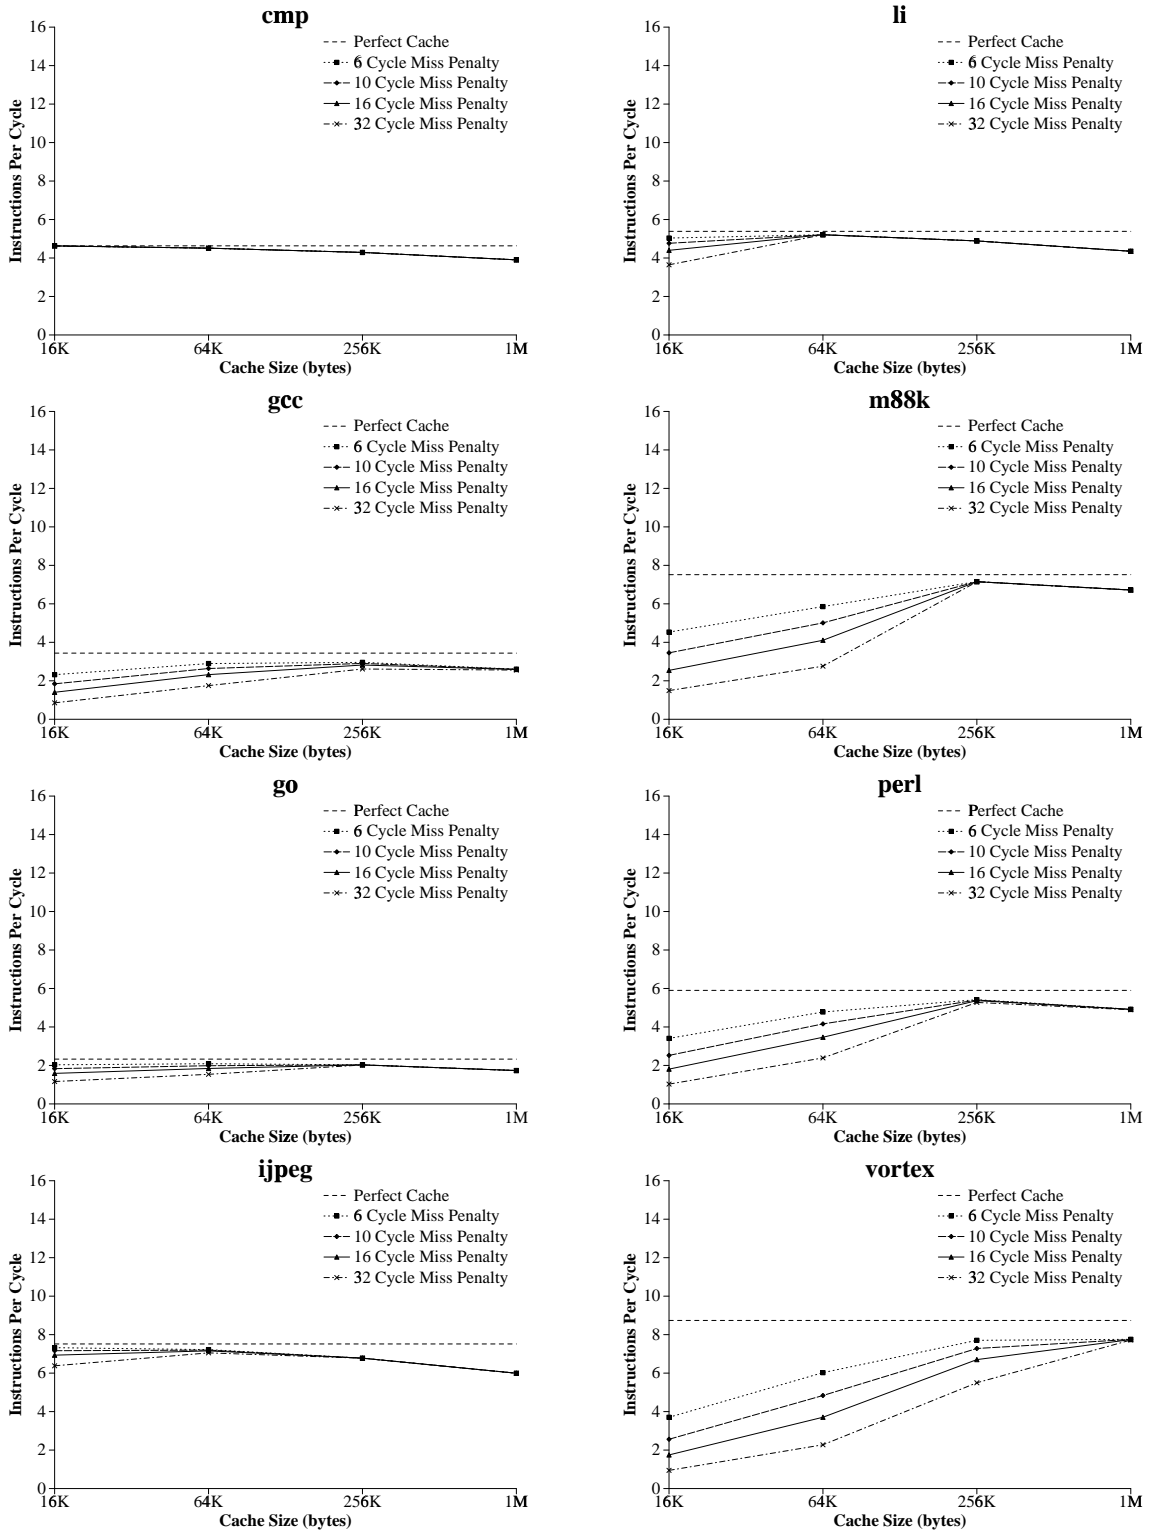 cmp
16
14
12
10
8
6
4
2
0
Instructions Per Cycle
Perfect Cache
6 Cycle Miss Penalty
10 Cycle Miss Penalty
16 Cycle Miss Penalty
32 Cycle Miss Penalty
16K 64K 256K 1M
Cache Size (bytes)
li
16
14
12
10
8
6
4
2
0
Instructions Per Cycle
Perfect Cache
6 Cycle Miss Penalty
10 Cycle Miss Penalty
16 Cycle Miss Penalty
32 Cycle Miss Penalty
16K 64K 256K 1M
Cache Size (bytes)
gcc
16
14
12
10
8
6
4
2
0
Instructions Per Cycle
Perfect Cache
6 Cycle Miss Penalty
10 Cycle Miss Penalty
16 Cycle Miss Penalty
32 Cycle Miss Penalty
16K 64K 256K 1M
Cache Size (bytes)
m88k
16
14
12
10
8
6
4
2
0
Instructions Per Cycle
Perfect Cache
6 Cycle Miss Penalty
10 Cycle Miss Penalty
16 Cycle Miss Penalty
32 Cycle Miss Penalty
16K 64K 256K 1M
Cache Size (bytes)
go
16
14
12
10
8
6
4
2
0
Instructions Per Cycle
Perfect Cache
6 Cycle Miss Penalty
10 Cycle Miss Penalty
16 Cycle Miss Penalty
32 Cycle Miss Penalty
16K 64K 256K 1M
Cache Size (bytes)
perl
16
14
12
10
8
6
4
2
0
Instructions Per Cycle
Perfect Cache
6 Cycle Miss Penalty
10 Cycle Miss Penalty
16 Cycle Miss Penalty
32 Cycle Miss Penalty
16K 64K 256K 1M
Cache Size (bytes)
ijpeg
16
14
12
10
8
6
4
2
0
Instructions Per Cycle
Perfect Cache
6 Cycle Miss Penalty
10 Cycle Miss Penalty
16 Cycle Miss Penalty
32 Cycle Miss Penalty
16K 64K 256K 1M
Cache Size (bytes)
vortex
16
14
12
10
8
6
4
2
0
Instructions Per Cycle
Perfect Cache
6 Cycle Miss Penalty
10 Cycle Miss Penalty
16 Cycle Miss Penalty
32 Cycle Miss Penalty
16K 64K 256K 1M
Cache Size (bytes)